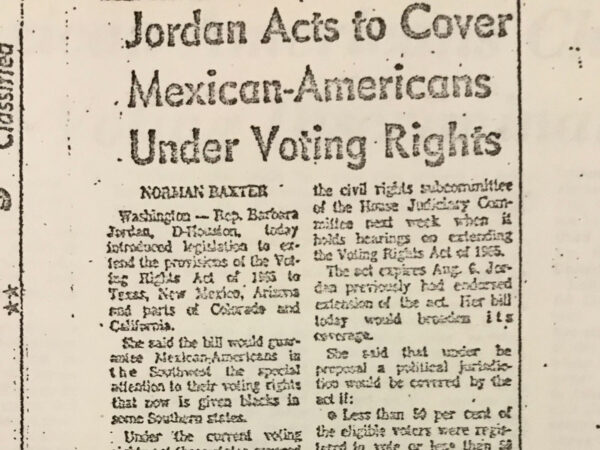 Classified
Jordan Acts to Cover
Mexican-Americans
Under Voting Rights
NORMAN BAXTER
Washington — Rep. Barbara
Jordan, D-Houston, today
introduced legislation to ex-
tend the provisions of the Vot-
ing Rights Act of 1965 to
Texas, New Mexico, Arizona
and parts of Colorado and
California.
She said the bill would guar-
antee Mexican-Americans in
the Southwest the special
attention to their voting rights
that now is given blacks in
some Southern states.
Under the current voting
the civil rights subcommittee
of the House Judiciary Com-
mittee next week when it
holds hearings on extending
the Voting Rights Act of 1965.
The act expires Aug. 6. Jor-
dan previously had endorsed
extension of the act. Her bill
today would broaden its
coverage.
She said that under he
proposal a political jurisdic-
tion would be covered by the
act if:
• Less than 50 per cent of
the eligible voters were regis-
tered to vote or less than 50